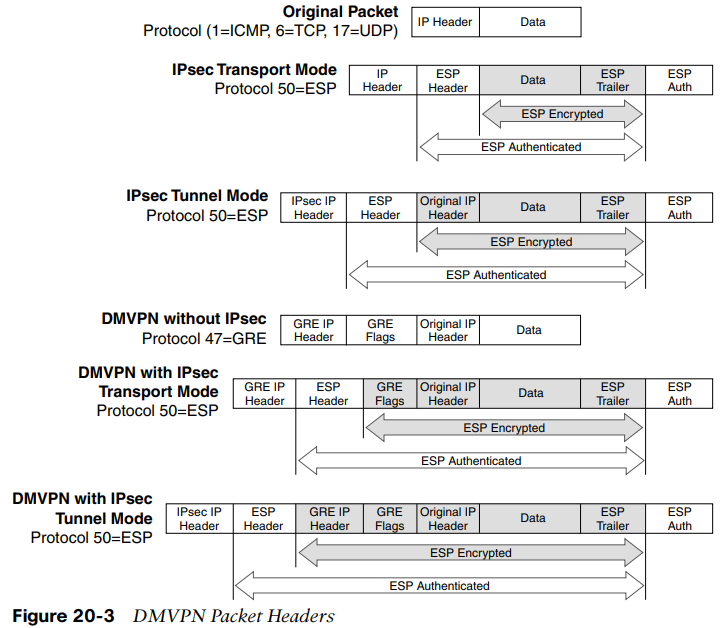 Original Packet
Protocol (1=ICMP, 6=TCP, 17=UDP)
IP Header Data
IPsec Transport Mode
Protocol 50=ESP
IP Header ESP Header Data ESP Trailer ESP Auth
ESP Encrypted
ESP Authenticated
IPsec Tunnel Mode
Protocol 50=ESP
IPsec IP Header ESP Header Original IP Header Data ESP Trailer ESP Auth
ESP Encrypted
ESP Authenticated
DMVPN without IPsec
Protocol 47=GRE
GRE IP Header GRE Flags Original IP Header Data
DMVPN with IPsec
Transport Mode
Protocol 50=ESP
GRE IP Header ESP Header GRE Flags Original IP Header Data ESP Trailer ESP Auth
ESP Encrypted
ESP Authenticated
DMVPN with IPsec
Tunnel Mode
Protocol 50=ESP
IPsec IP Header ESP Header GRE IP Header GRE Flags Original IP Header Data ESP Trailer ESP Auth
ESP Encrypted
ESP Authenticated
Figure 20-3 DMVPN Packet Headers